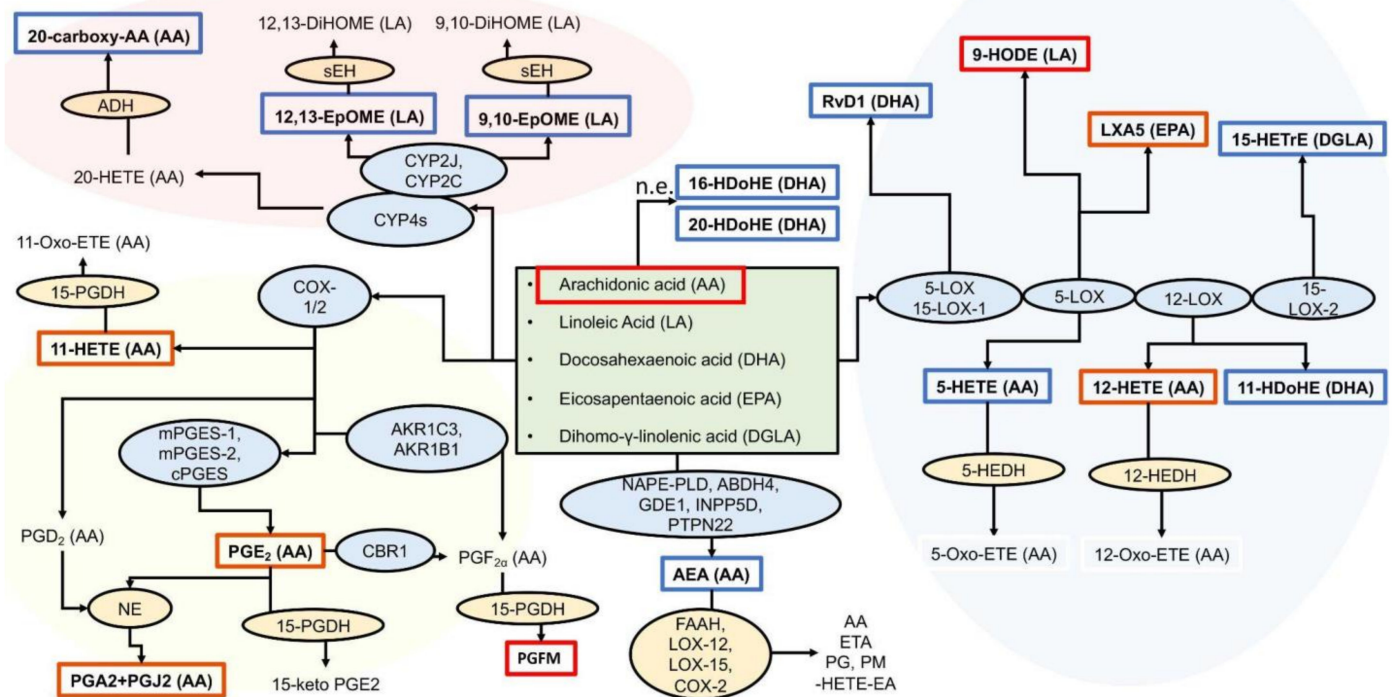 20-carboxy-AA (AA)
12,13-DiHOME (LA)
9,10-DiHOME (LA)
sEH
sEH
ADH
12,13-EpOME (LA)
9,10-EpOME (LA)
CYP2J,
CYP2C
20-HETE (AA)
CYP4s
9-HODE (LA)
RvD1 (DHA)
LXA5 (EPA)
15-HETrE (DGLA)
n.e.
16-HDoHE (DHA)
20-HDoHE (DHA)
11-Oxo-ETE (AA)
15-PGDH
COX-
1/2
11-HETE (AA)
• Arachidonic acid (AA)
• Linoleic Acid (LA)
• Docosahexaenoic acid (DHA)
• Eicosapentaenoic acid (EPA)
• Dihomo-γ-linolenic acid (DGLA)
5-LOX
15-LOX-1
5-LOX
12-LOX
15-
LOX-2
5-HETE (AA)
12-HETE (AA)
11-HDoHE (DHA)
5-HEDH
12-HEDH
5-Oxo-ETE (AA)
12-Oxo-ETE (AA)
mPGES-1,
mPGES-2,
cPGES
AKR1C3,
AKR1B1
PGD₂ (AA)
PGE₂ (AA)
CBR1
PGF₂α (AA)
NE
15-PGDH
15-PGDH
PGA2+PGJ2 (AA)
15-keto PGE2
PGFM
NAPE-PLD, ABDH4,
GDE1, INPP5D,
PTPN22
AEA (AA)
FAAH,
LOX-12,
LOX-15,
COX-2
AA
ETA
PG, PM
-HETE-EA